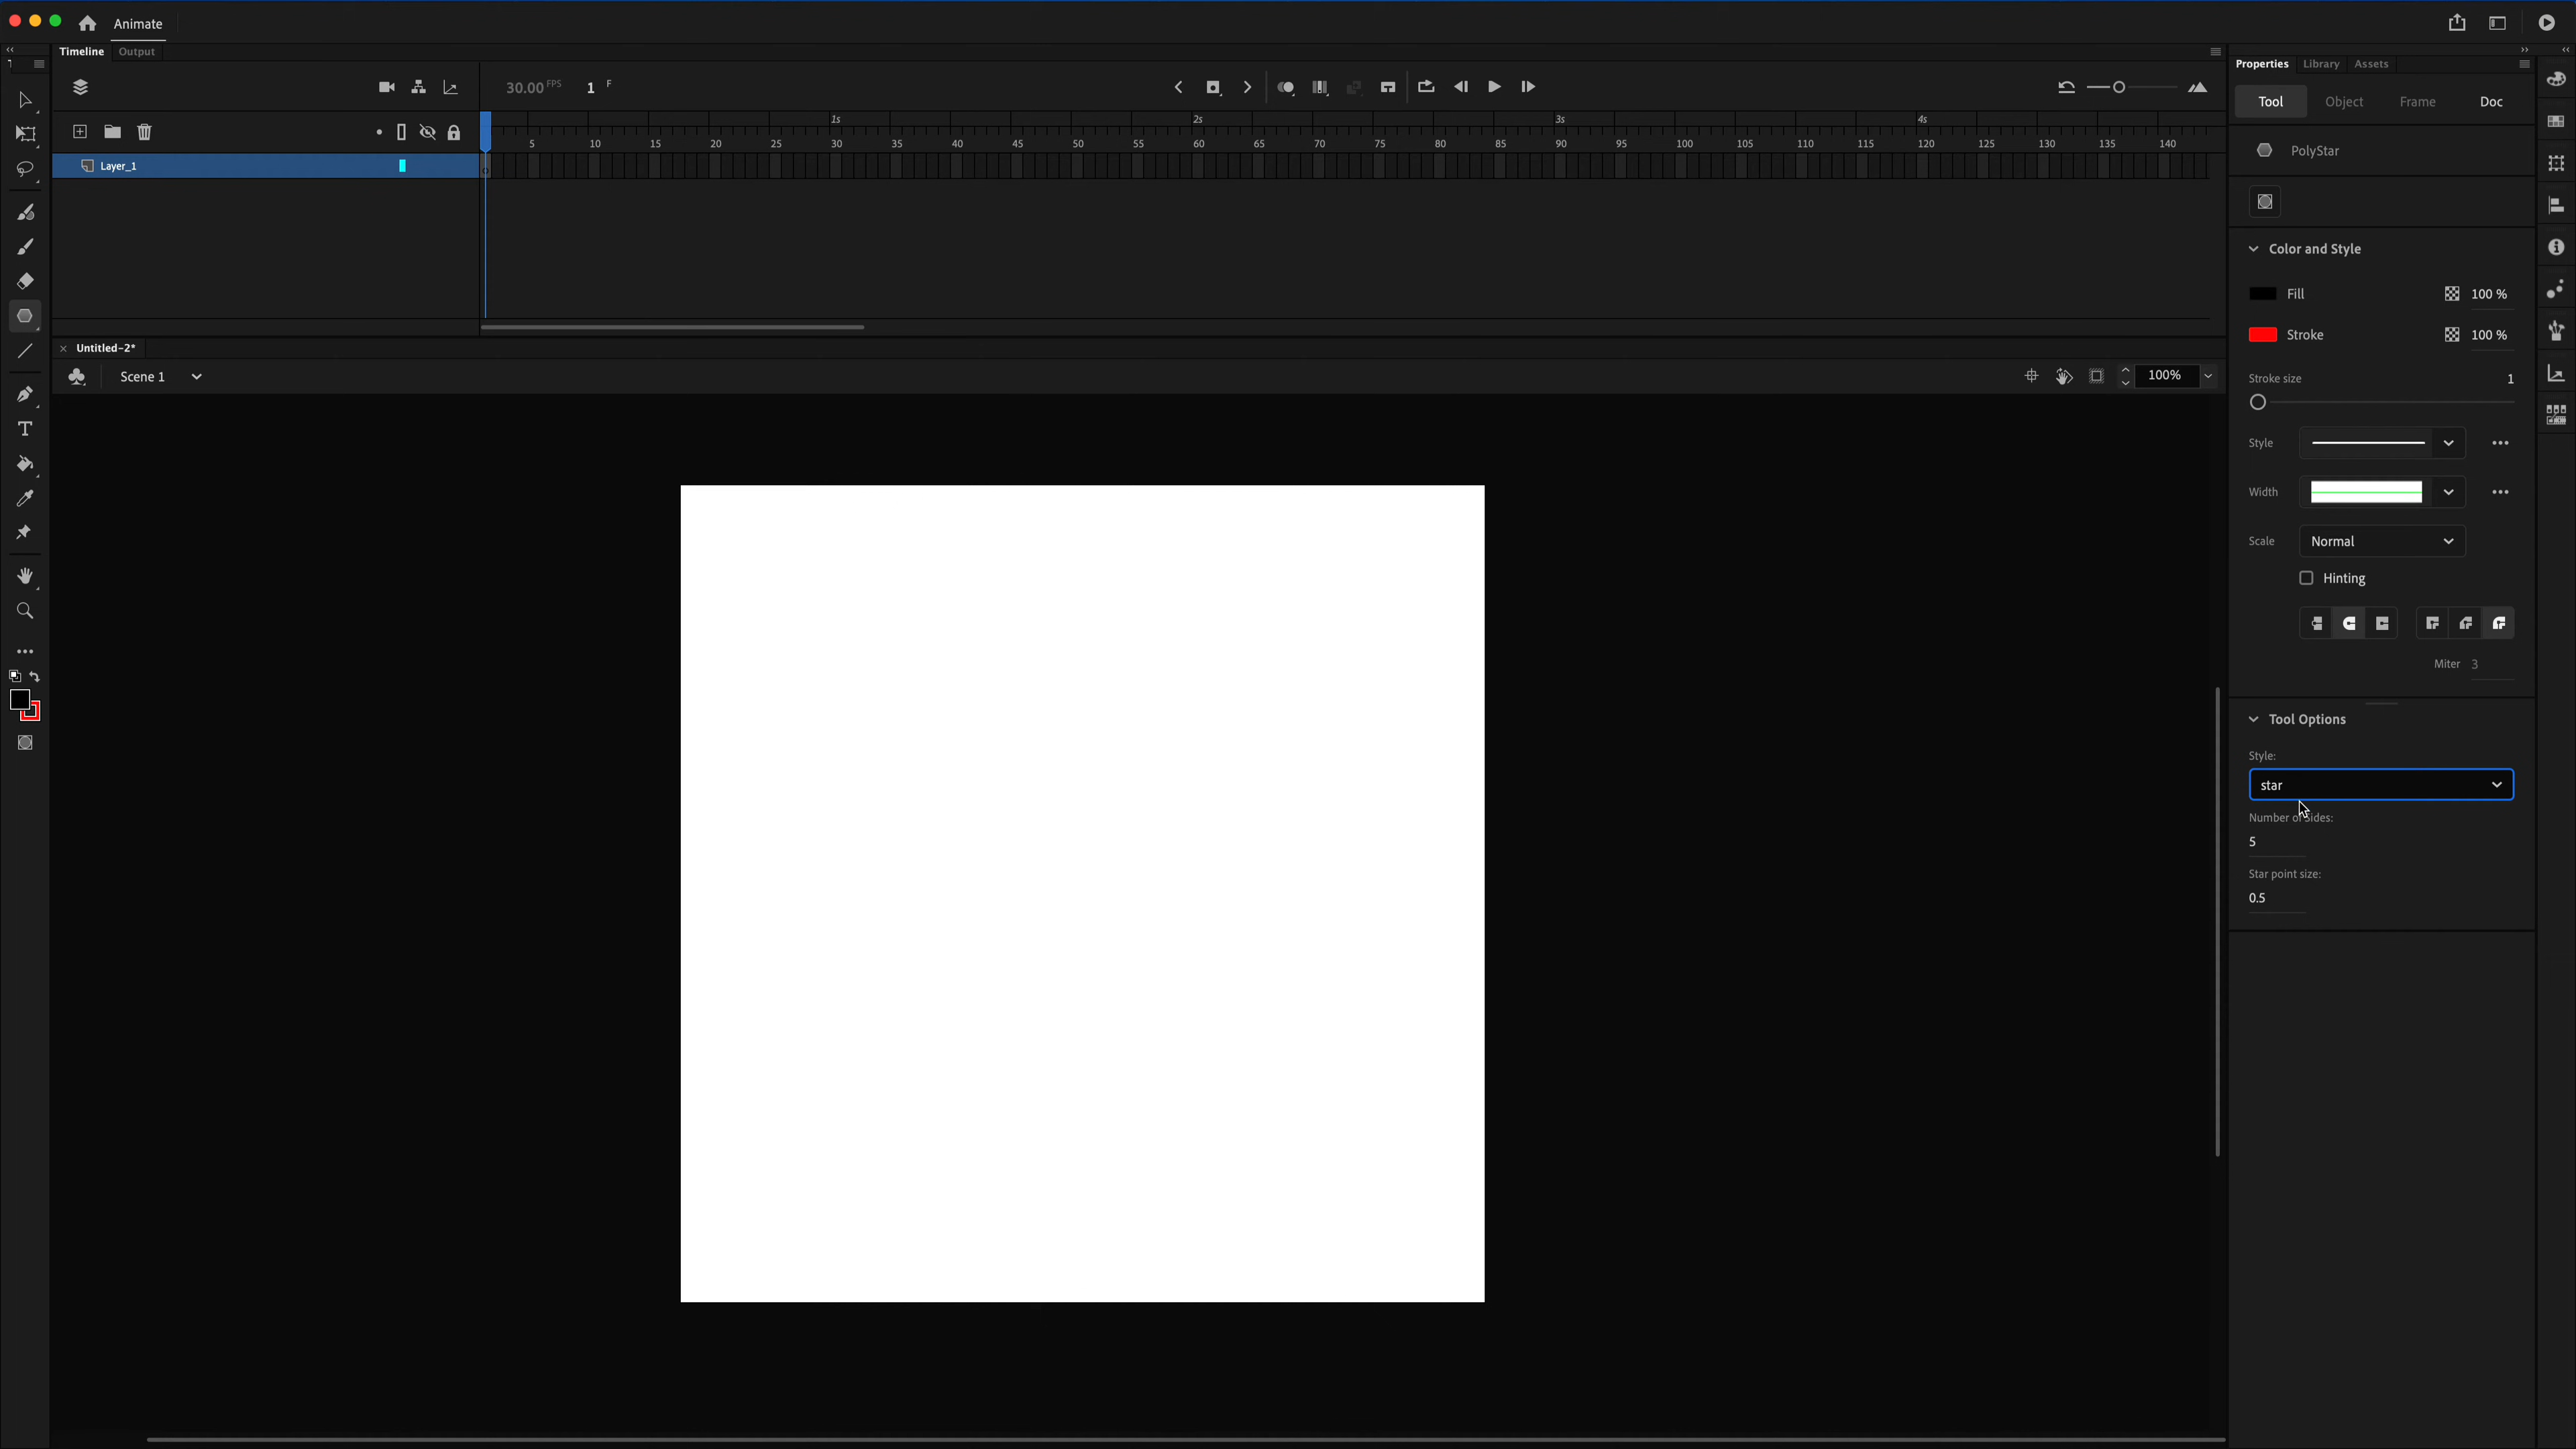 Animate
Timeline Output
Properties Library Assets
30.00 FPS 1 F
Tool Object Frame Doc
1s 2s 3s 4s
5 10 15 20 25 30 35 40 45 50 55 60 65 70 75 80 85 90 95 100 105 110 115 120 125 130 135 140
Layer_1
PolyStar
Color and Style
Fill 100 %
Stroke 100 %
Untitled-2*
Scene 1 100%
Stroke size 1
Style
Width
Scale Normal
Hinting
Miter 3
Tool Options
Style:
star
Number of sides:
5
Star point size:
0.5